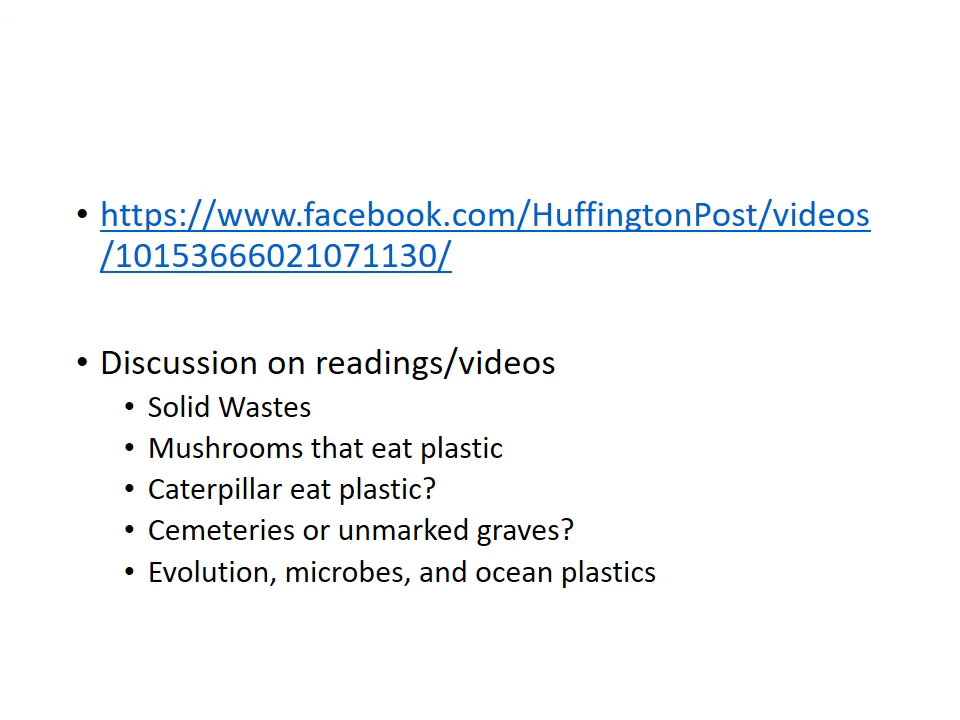 • https://www.facebook.com/HuffingtonPost/videos
/10153666021071130/
• Discussion on readings/videos
• Solid Wastes
• Mushrooms that eat plastic
• Caterpillar eat plastic?
• Cemeteries or unmarked graves?
• Evolution, microbes, and ocean plastics